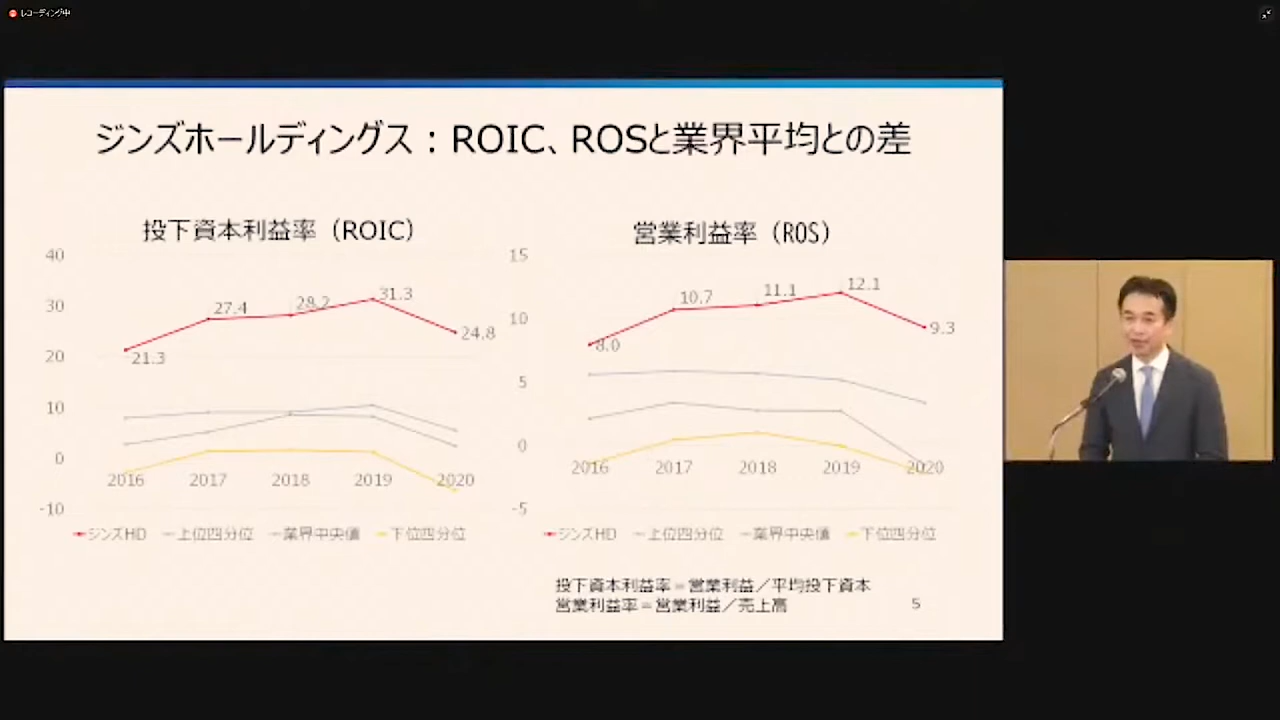 レコーディング中
ジンズホールディングス：ROIC、ROSと業界平均との差
投下資本利益率（ROIC）
40
30
20
10
0
-10
27.4
28.2
31.3
21.3
24.8
2016
2017
2018
2019
2020
ジンズHD
上位四分位
業界中央値
下位四分位
営業利益率（ROS）
15
10
5
0
-5
8.0
10.7
11.1
12.1
9.3
2016
2017
2018
2019
2020
ジンズHD
上位四分位
業界中央値
下位四分位
投下資本利益率＝営業利益／平均投下資本
営業利益率＝営業利益／売上高
5